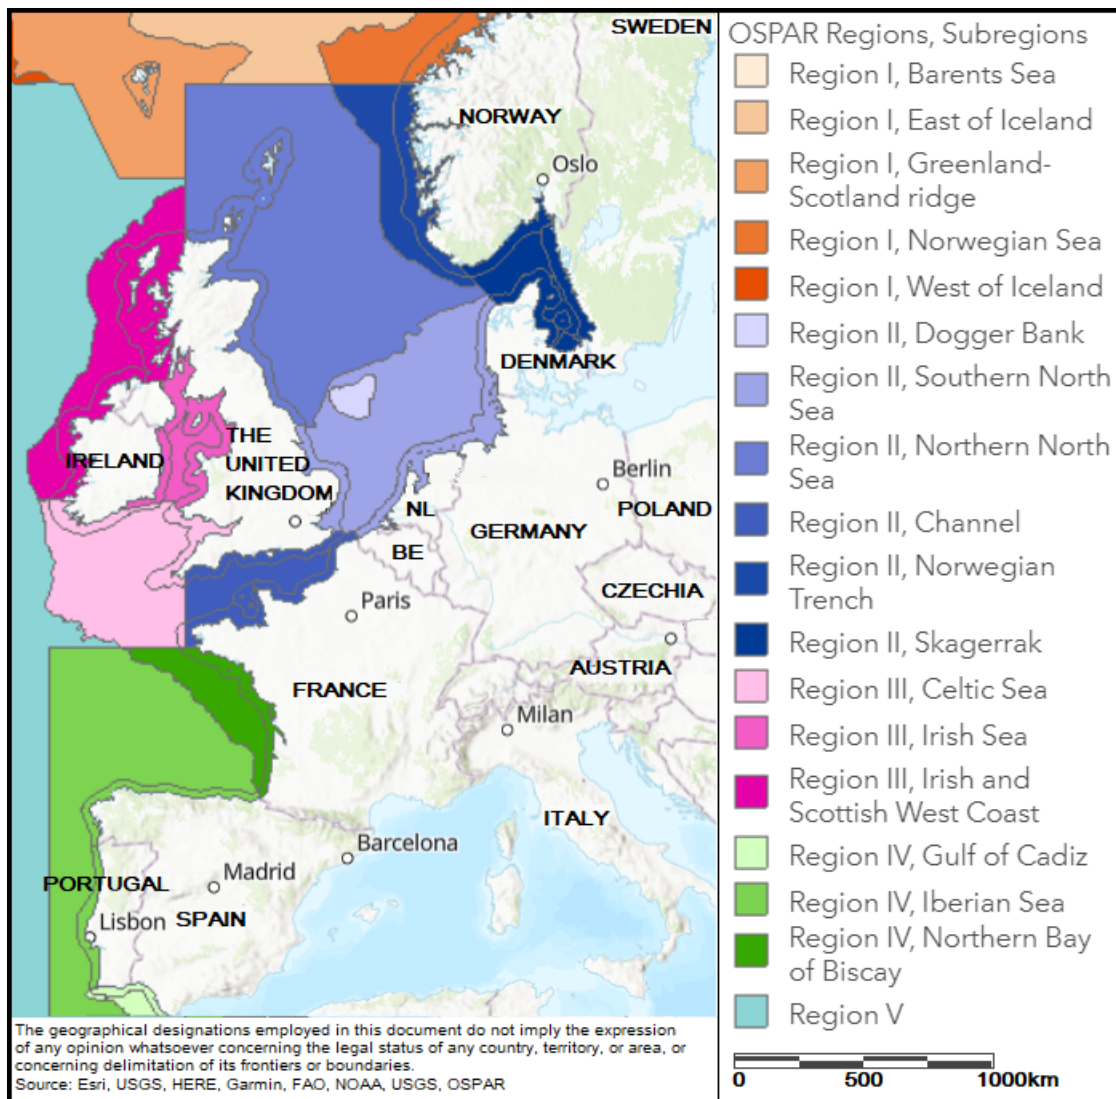 SWEDEN
NORWAY
Oslo
DENMARK
IRELAND
THE
UNITED
KINGDOM
NL
Berlin
POLAND
GERMANY
BE
CZECHIA
Paris
AUSTRIA
FRANCE
Milan
ITALY
Barcelona
Madrid
PORTUGAL
Lisbon
SPAIN
The geographical designations employed in this document do not imply the expression
of any opinion whatsoever concerning the legal status of any country, territory, or area, or
concerning delimitation of its frontiers or boundaries.
Source: Esri, USGS, HERE, Garmin, FAO, NOAA, USGS, OSPAR
OSPAR Regions, Subregions
Region I, Barents Sea
Region I, East of Iceland
Region I, Greenland-
Scotland ridge
Region I, Norwegian Sea
Region I, West of Iceland
Region II, Dogger Bank
Region II, Southern North
Sea
Region II, Northern North
Sea
Region II, Channel
Region II, Norwegian
Trench
Region II, Skagerrak
Region III, Celtic Sea
Region III, Irish Sea
Region III, Irish and
Scottish West Coast
Region IV, Gulf of Cadiz
Region IV, Iberian Sea
Region IV, Northern Bay
of Biscay
Region V
0 500 1000km